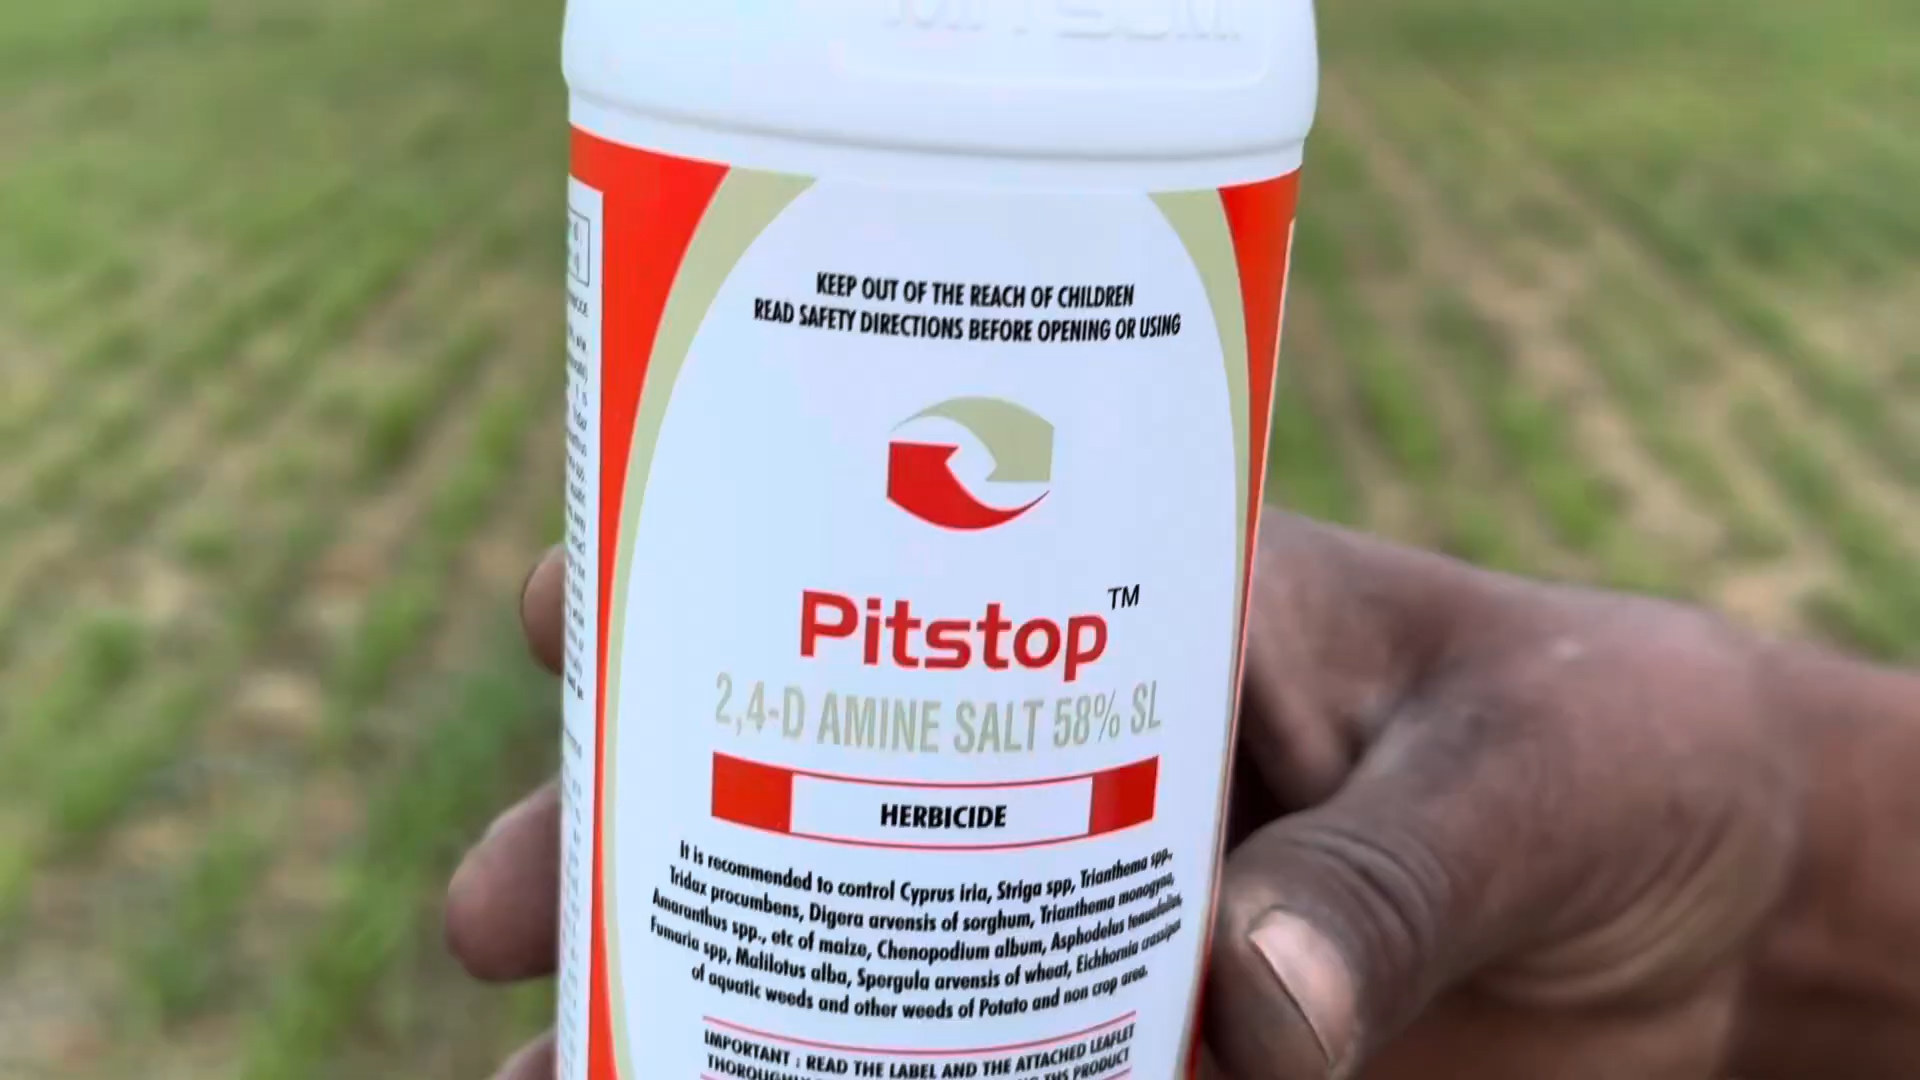 KEEP OUT OF THE REACH OF CHILDREN
READ SAFETY DIRECTIONS BEFORE OPENING OR USING
Pitstop™
2,4-D AMINE SALT 58% SL
HERBICIDE
It is recommended to control Cyprus iria, Striga spp, Trianthema spp.,
Tridax procumbens, Digera arvensis of sorghum, Trianthema monogyna,
Amaranthus spp., etc of maize, Chenopodium album, Asphodelus tenuefolius,
Fumaria spp, Malilotus alba, Spergula arvensis of wheat, Eichhornia crassipes
of aquatic weeds and other weeds of Potato and non crop area.
IMPORTANT : READ THE LABEL AND THE ATTACHED LEAFLET
THIS PRODUCT